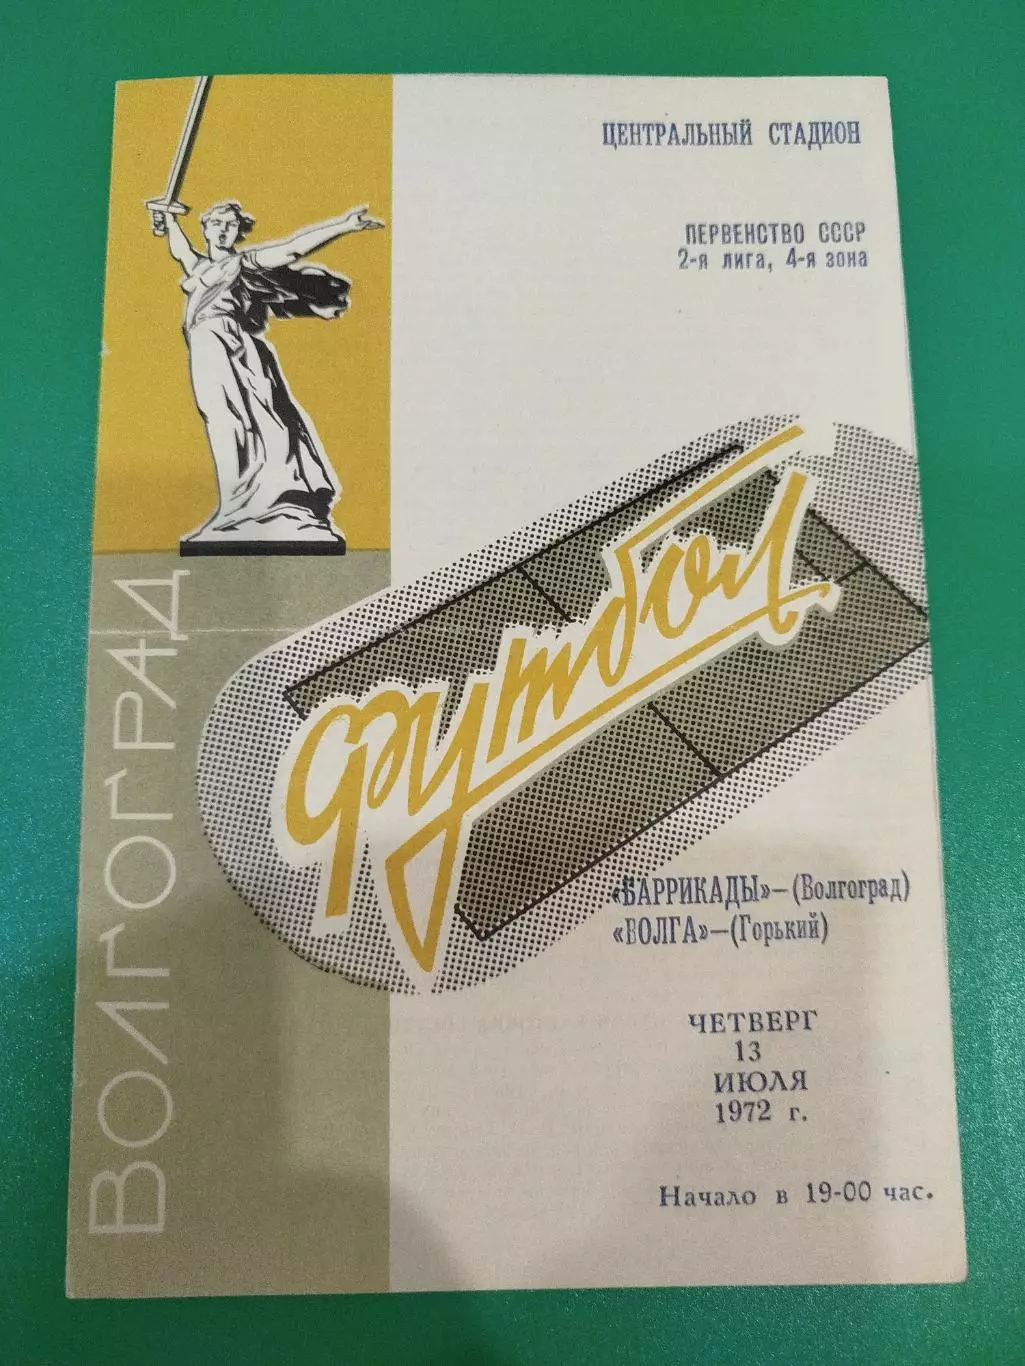 ЦЕНТРАЛЬНЫЙ СТАДИОН
ПЕРВЕНСТВО СССР
2-я лига, 4-я зона
ВОЛГОГРАД
футбол
«БАРРИКАДЫ»—(Волгоград)
«ВОЛГА»—(Горький)
ЧЕТВЕРГ
13
ИЮЛЯ
1972 г.
Начало в 19-00 час.